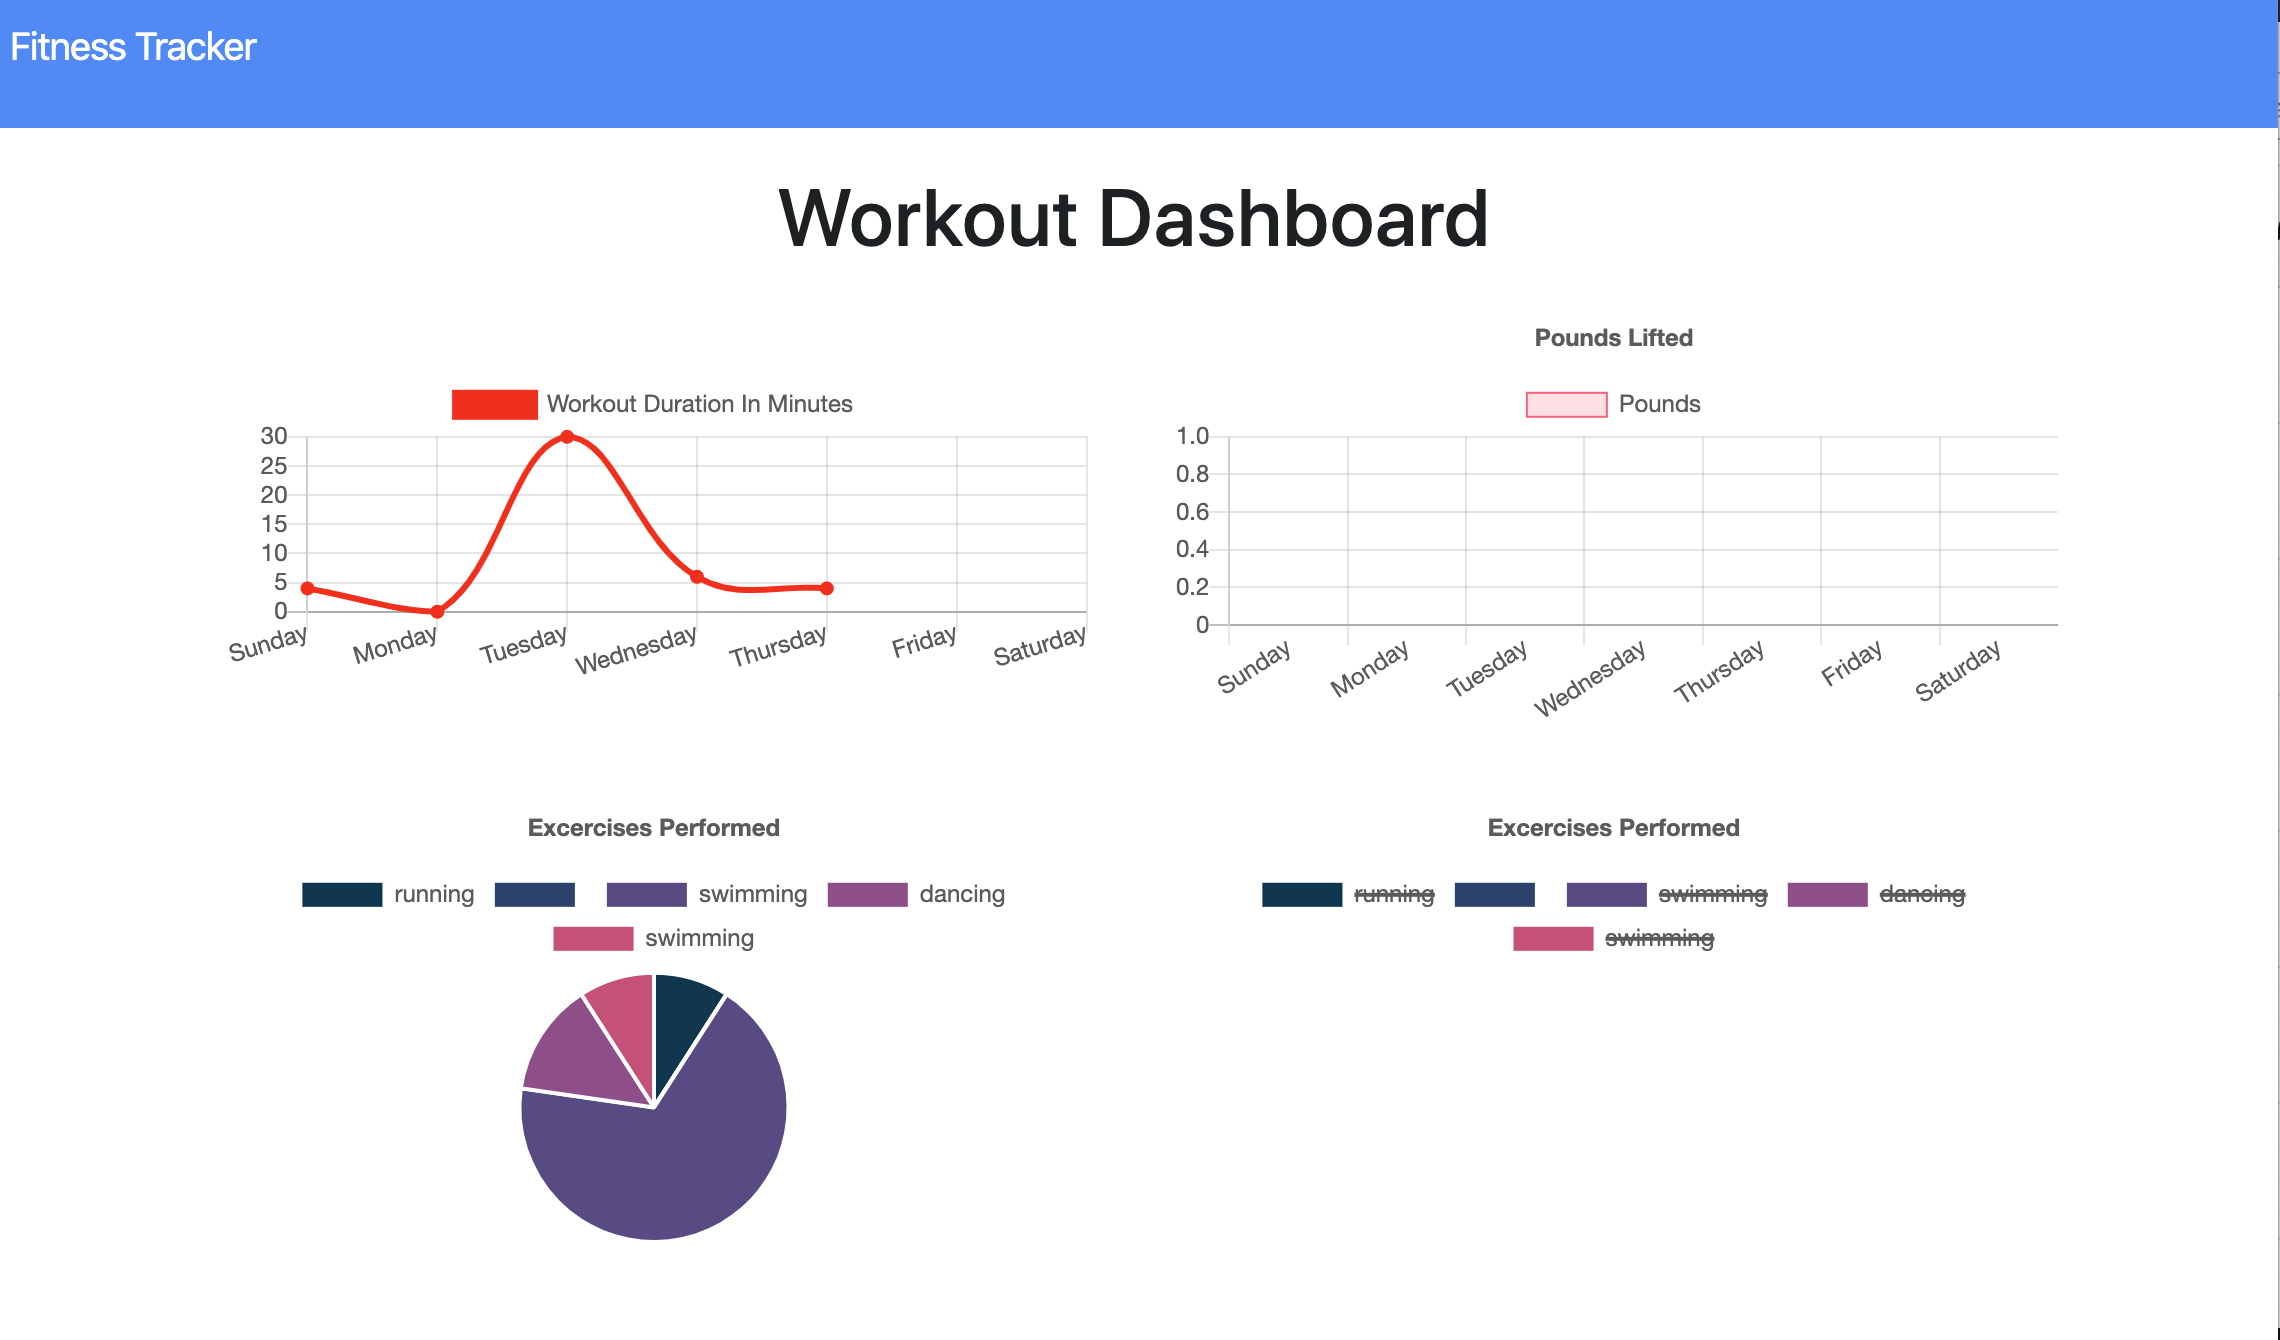 Fitness Tracker
Workout Dashboard
Workout Duration In Minutes
30
25
20
15
10
5
0
Sunday Monday Tuesday Wednesday Thursday Friday Saturday
Pounds Lifted
Pounds
1.0
0.8
0.6
0.4
0.2
0
Sunday Monday Tuesday Wednesday Thursday Friday Saturday
Excercises Performed
running swimming dancing
swimming
Excercises Performed
running swimming dancing
swimming